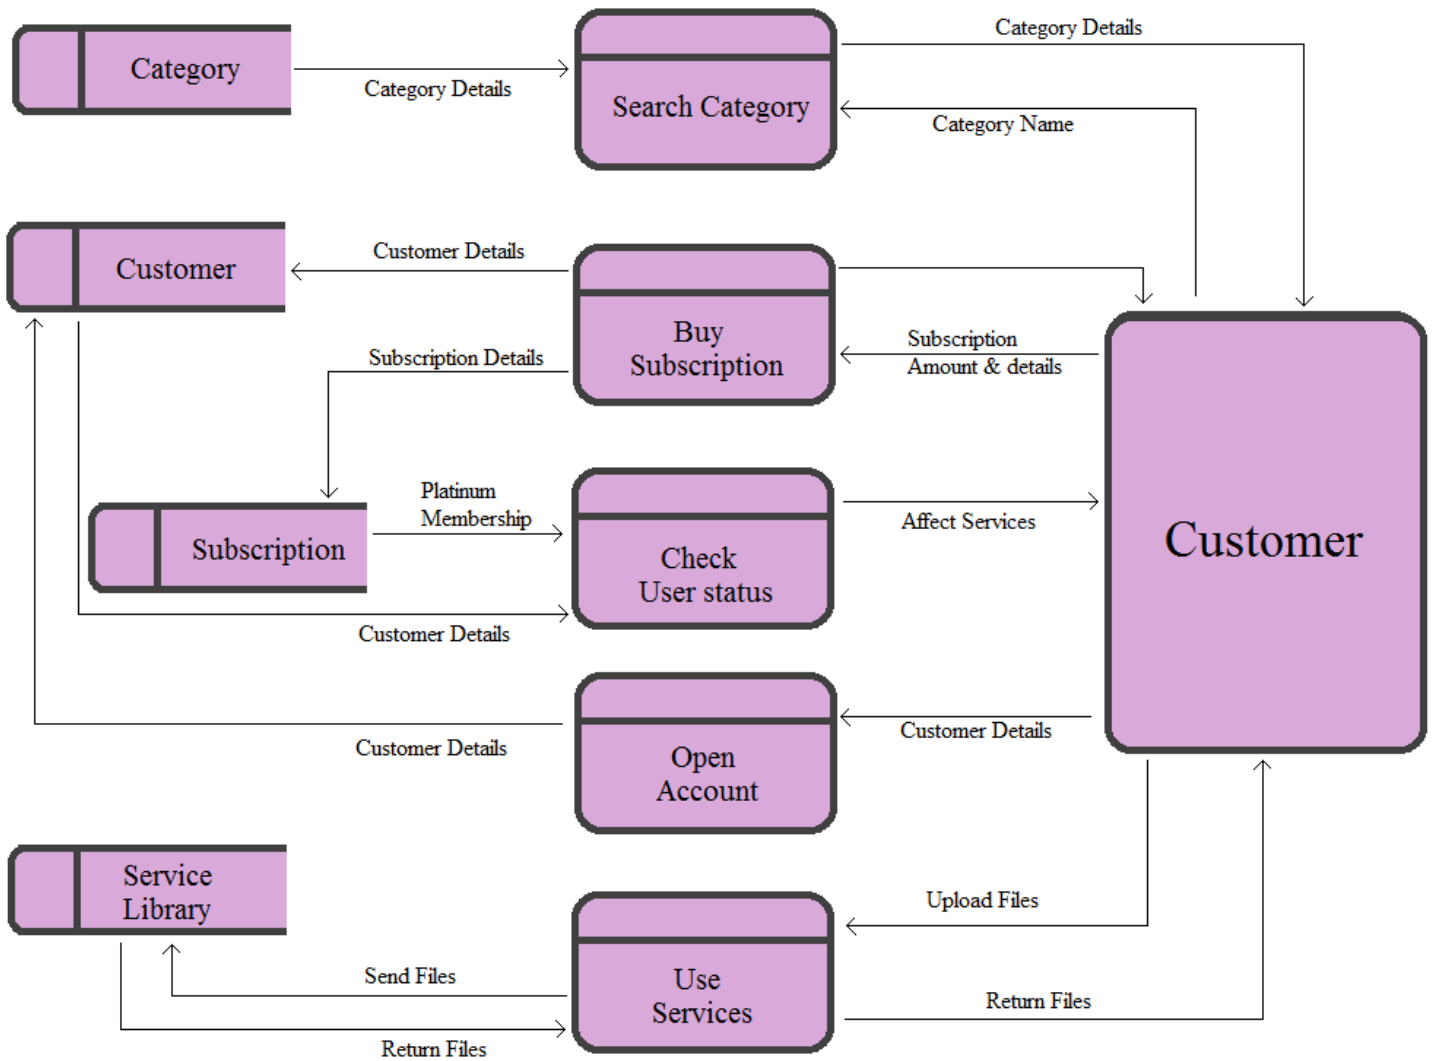 Category Details
Category
Category Details
Search Category
Category Name
Customer Details
Customer
Buy
Subscription
Subscription
Amount & details
Subscription Details
Platinum
Membership
Subscription
Check
User status
Affect Services
Customer
Customer Details
Customer Details
Customer Details
Open
Account
Service
Library
Upload Files
Send Files
Use
Services
Return Files
Return Files